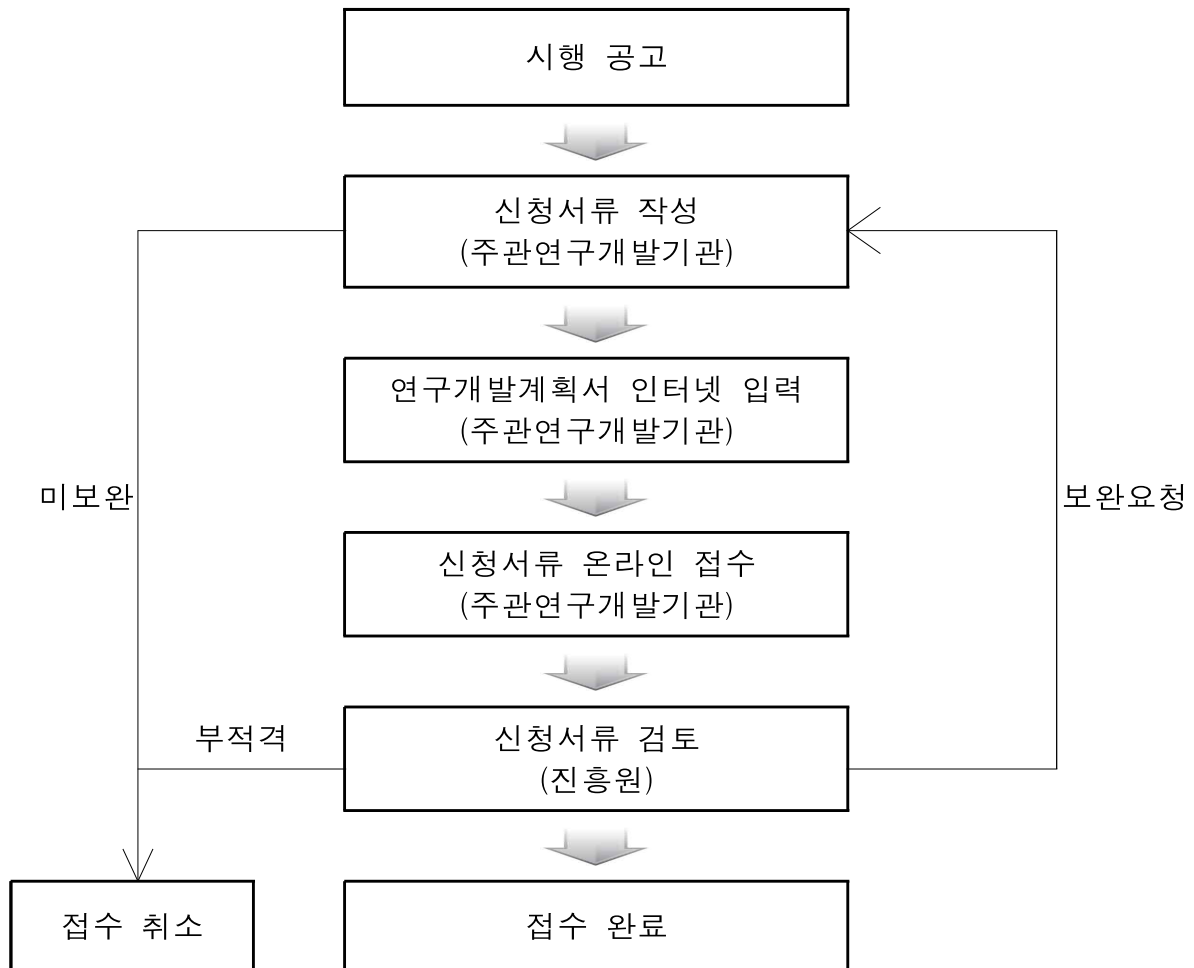 시행 공고
신청서류 작성
(주관연구개발기관)
연구개발계획서 인터넷 입력
(주관연구개발기관)
미보완
보완요청
신청서류 온라인 접수
(주관연구개발기관)
부적격
신청서류 검토
(진흥원)
접수 취소
접수 완료